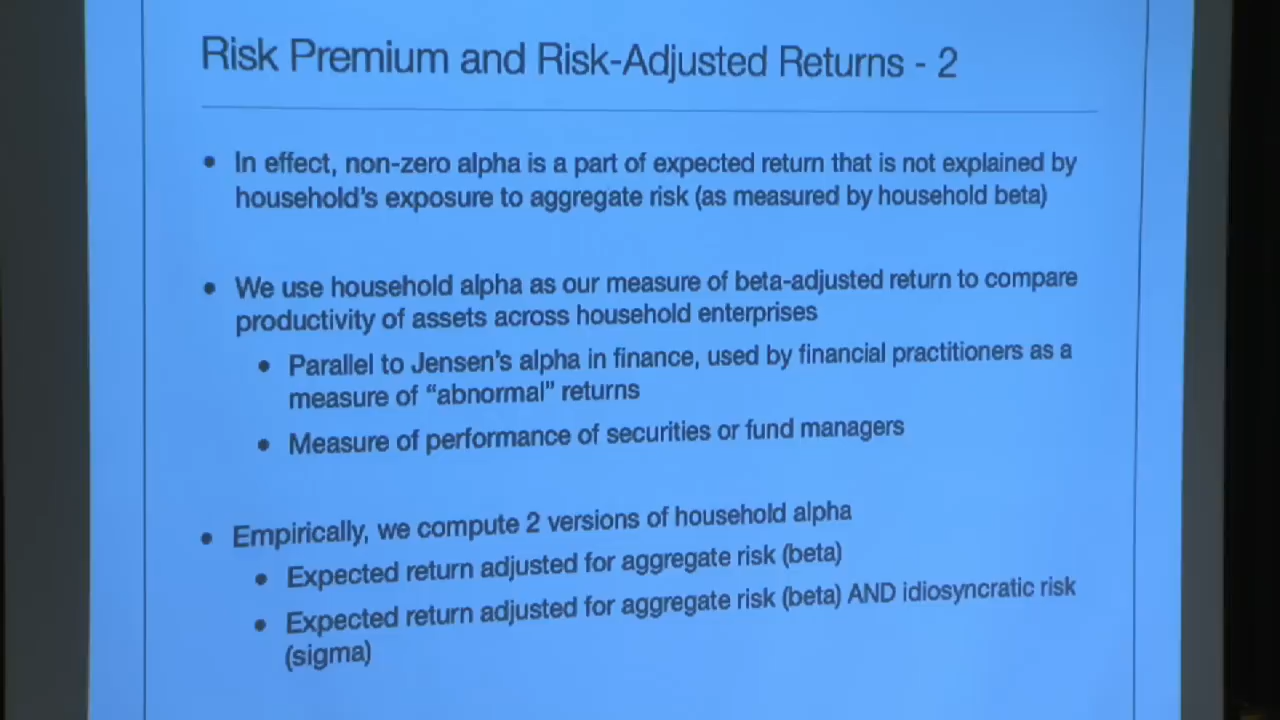 Risk Premium and Risk-Adjusted Returns - 2
• In effect, non-zero alpha is a part of expected return that is not explained by
household's exposure to aggregate risk (as measured by household beta)
• We use household alpha as our measure of beta-adjusted return to compare
productivity of assets across household enterprises
• Parallel to Jensen's alpha in finance, used by financial practitioners as a
measure of “abnormal” returns
• Measure of performance of securities or fund managers
• Empirically, we compute 2 versions of household alpha
• Expected return adjusted for aggregate risk (beta)
• Expected return adjusted for aggregate risk (beta) AND idiosyncratic risk
(sigma)